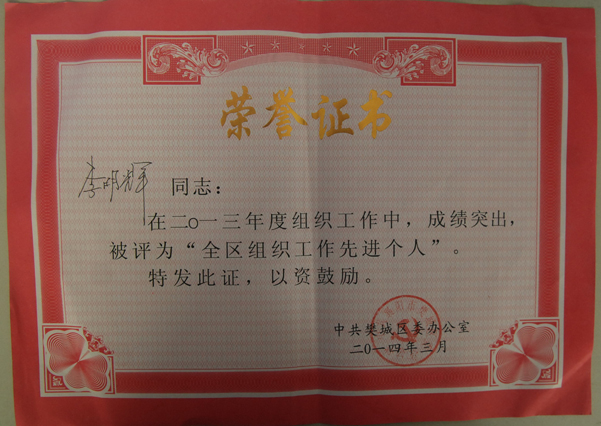 荣誉证书
李明辉 同志：
在二o一三年度组织工作中，成绩突出，
被评为“全区组织工作先进个人”。
特发此证，以资鼓励。
中共樊城区委办公室
二O一四年三月